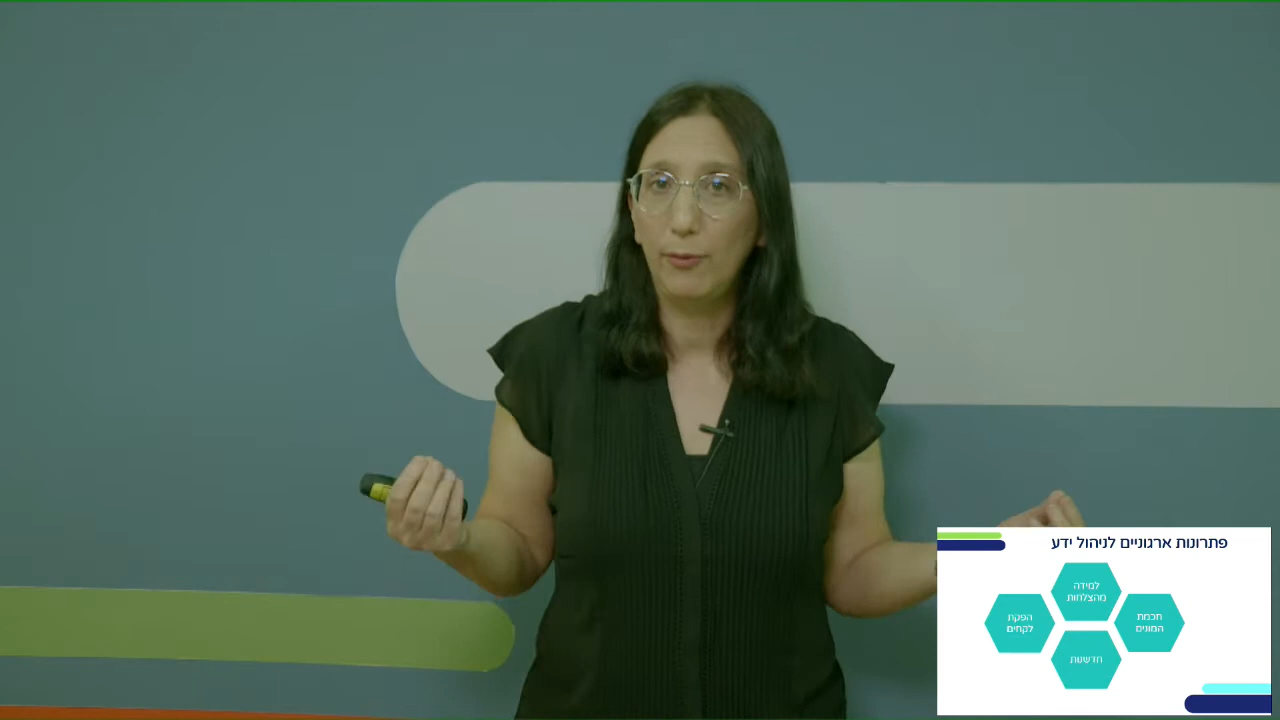 פתרונות ארגוניים לניהול ידע
למידה
מהצלחות
חכמת
המונים
הפקת
לקחים
חדשנות